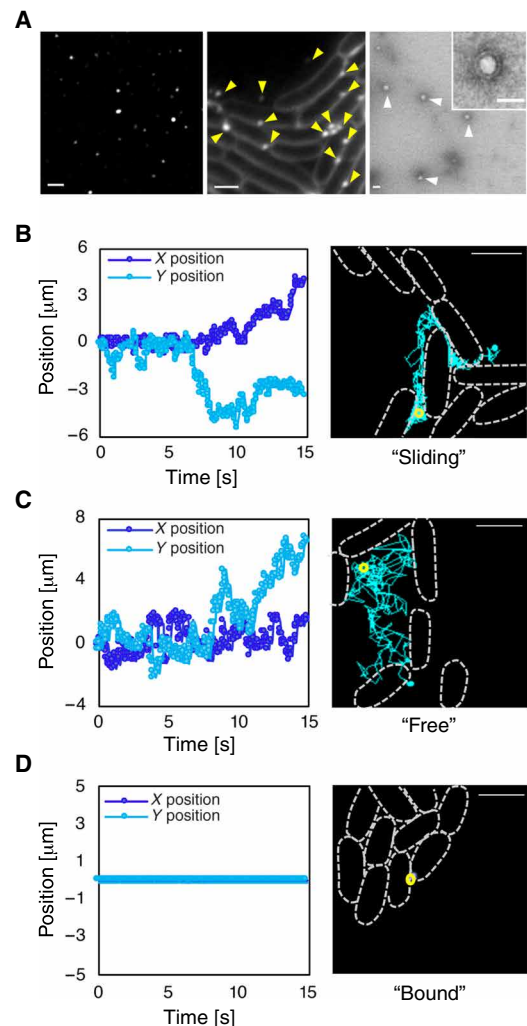 A
B
6
3
0
−3
−6
Position [μm]
X position
Y position
0
5
10
15
Time [s]
“Sliding”
C
8
4
0
−4
Position [μm]
X position
Y position
0
5
10
15
Time [s]
“Free”
D
5
3
1
−1
−3
−5
Position [μm]
X position
Y position
0
5
10
15
Time [s]
“Bound”